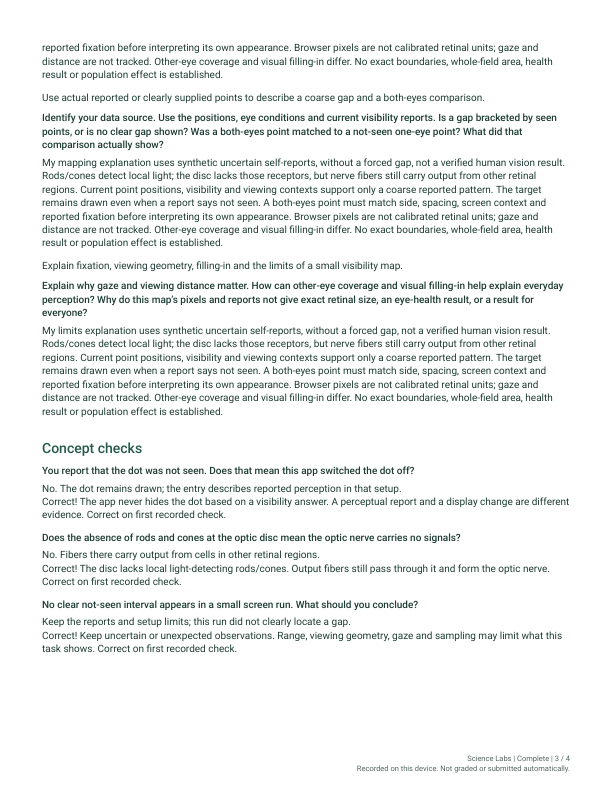 reported fixation before interpreting its own appearance. Browser pixels are not calibrated retinal units; gaze and
distance are not tracked. Other-eye coverage and visual filling-in differ. No exact boundaries, whole-field area, health
result or population effect is established.
Use actual reported or clearly supplied points to describe a coarse gap and a both-eyes comparison.
Identify your data source. Use the positions, eye conditions and current visibility reports. Is a gap bracketed by seen
points, or is no clear gap shown? Was a both-eyes point matched to a not-seen one-eye point? What did that
comparison actually show?
My mapping explanation uses synthetic uncertain self-reports, without a forced gap, not a verified human vision result.
Rods/cones detect local light; the disc lacks those receptors, but nerve fibers still carry output from other retinal
regions. Current point positions, visibility and viewing contexts support only a coarse reported pattern. The target
remains drawn even when a report says not seen. A both-eyes point must match side, spacing, screen context and
reported fixation before interpreting its own appearance. Browser pixels are not calibrated retinal units; gaze and
distance are not tracked. Other-eye coverage and visual filling-in differ. No exact boundaries, whole-field area, health
result or population effect is established.
Explain fixation, viewing geometry, filling-in and the limits of a small visibility map.
Explain why gaze and viewing distance matter. How can other-eye coverage and visual filling-in help explain everyday
perception? Why do this map's pixels and reports not give exact retinal size, an eye-health result, or a result for
everyone?
My limits explanation uses synthetic uncertain self-reports, without a forced gap, not a verified human vision result.
Rods/cones detect local light; the disc lacks those receptors, but nerve fibers still carry output from other retinal
regions. Current point positions, visibility and viewing contexts support only a coarse reported pattern. The target
remains drawn even when a report says not seen. A both-eyes point must match side, spacing, screen context and
reported fixation before interpreting its own appearance. Browser pixels are not calibrated retinal units; gaze and
distance are not tracked. Other-eye coverage and visual filling-in differ. No exact boundaries, whole-field area, health
result or population effect is established.
Concept checks
You report that the dot was not seen. Does that mean this app switched the dot off?
No. The dot remains drawn; the entry describes reported perception in that setup.
Correct! The app never hides the dot based on a visibility answer. A perceptual report and a display change are different
evidence. Correct on first recorded check.
Does the absence of rods and cones at the optic disc mean the optic nerve carries no signals?
No. Fibers there carry output from cells in other retinal regions.
Correct! The disc lacks local light-detecting rods/cones. Output fibers still pass through it and form the optic nerve.
Correct on first recorded check.
No clear not-seen interval appears in a small screen run. What should you conclude?
Keep the reports and setup limits; this run did not clearly locate a gap.
Correct! Keep uncertain or unexpected observations. Range, viewing geometry, gaze and sampling may limit what this
task shows. Correct on first recorded check.
Science Labs | Complete | 3 / 4
Recorded on this device. Not graded or submitted automatically.